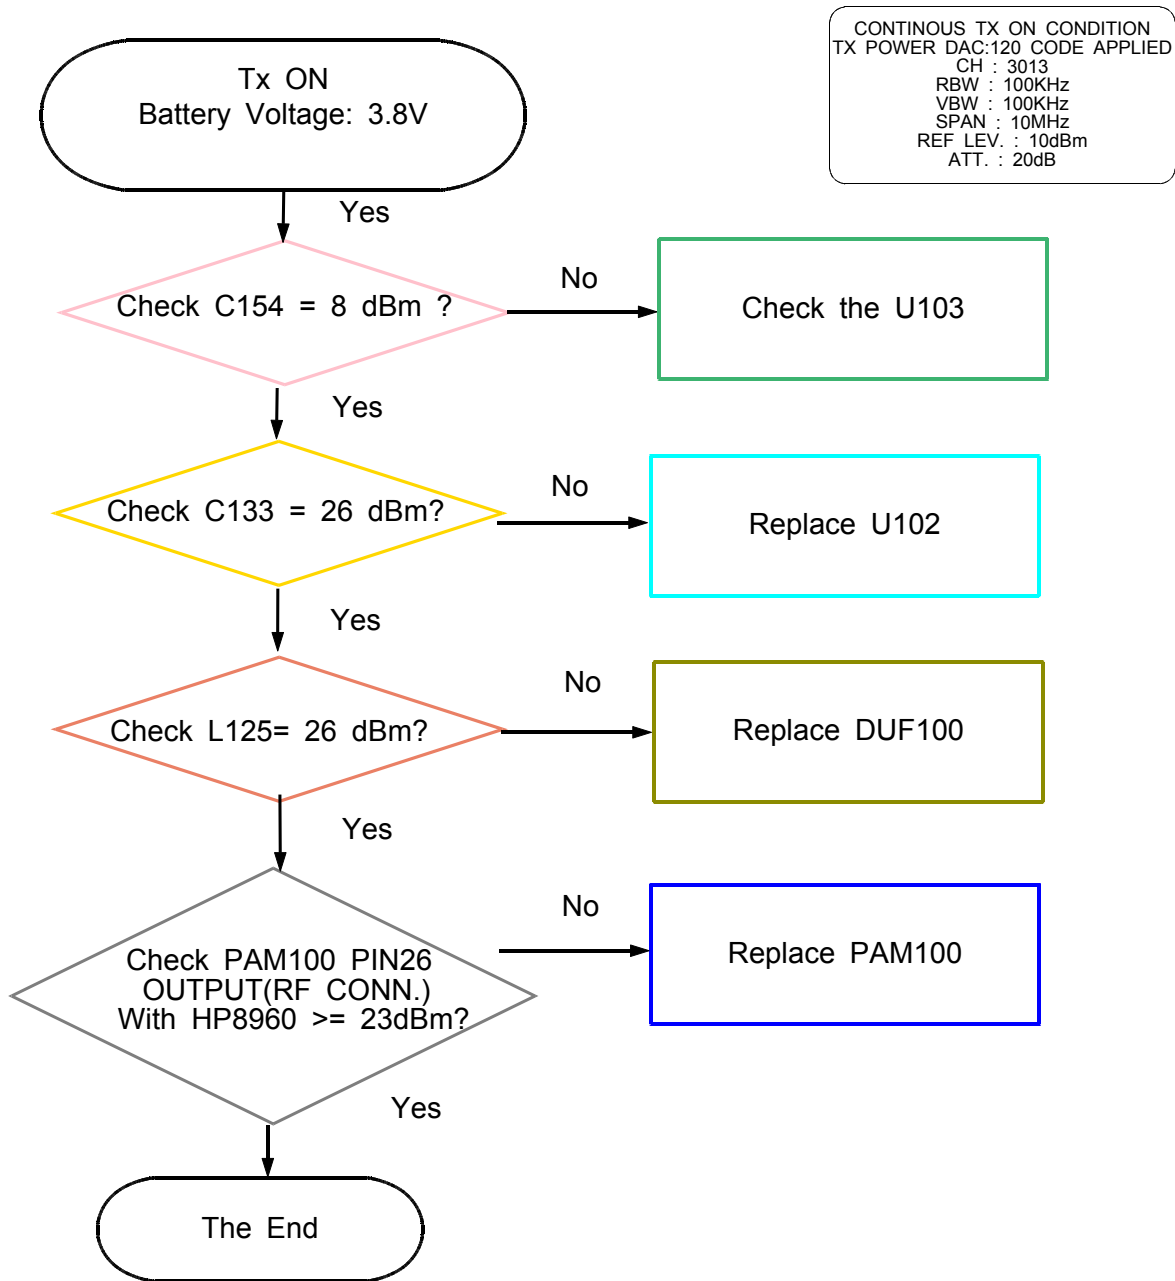 CONTINOUS TX ON CONDITION
TX POWER DAC:120 CODE APPLIED
CH : 3013
RBW : 100KHz
VBW : 100KHz
SPAN : 10MHz
REF LEV. : 10dBm
ATT. : 20dB
Tx ON
Battery Voltage: 3.8V
Yes
Check C154 = 8 dBm ?
No
Check the U103
Yes
Check C133 = 26 dBm?
No
Replace U102
Yes
Check L125= 26 dBm?
No
Replace DUF100
Yes
Check PAM100 PIN26
OUTPUT(RF CONN.)
With HP8960 >= 23dBm?
No
Replace PAM100
Yes
The End